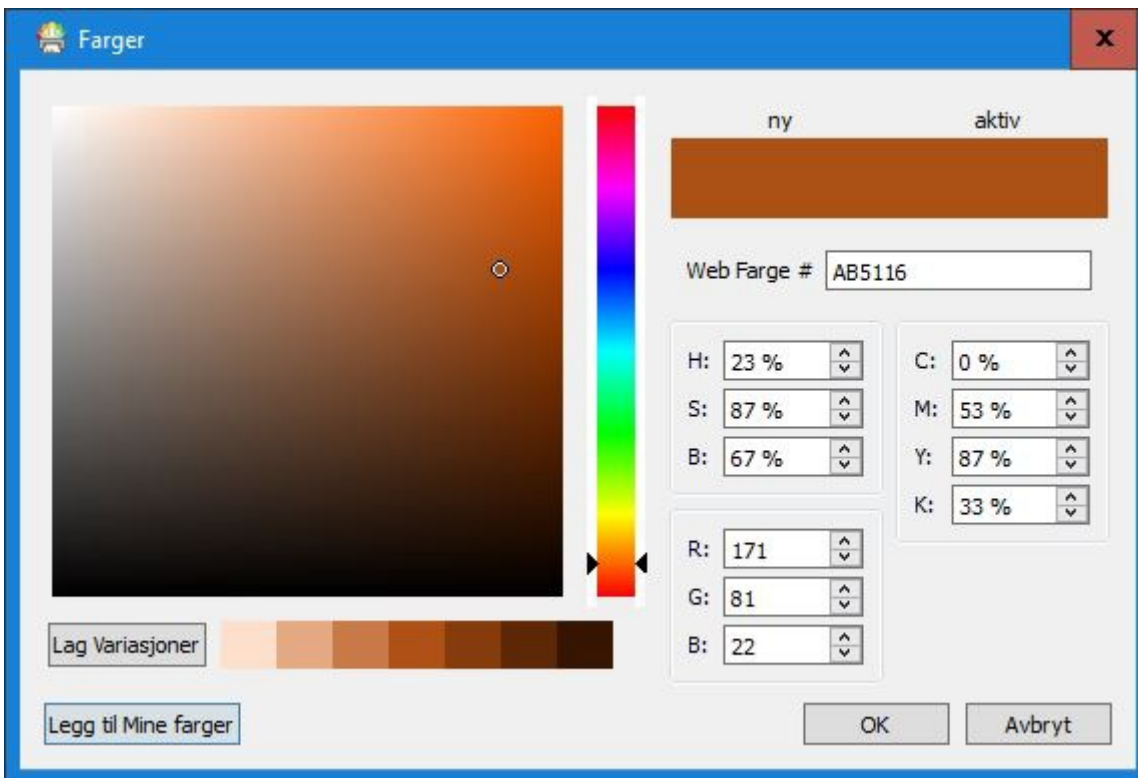 Farger
x
ny aktiv
Web Farge # AB5116
H: 23 %
S: 87 %
B: 67 %
C: 0 %
M: 53 %
Y: 87 %
K: 33 %
R: 171
G: 81
B: 22
Lag Variasjoner
Legg til Mine farger
OK
Avbryt